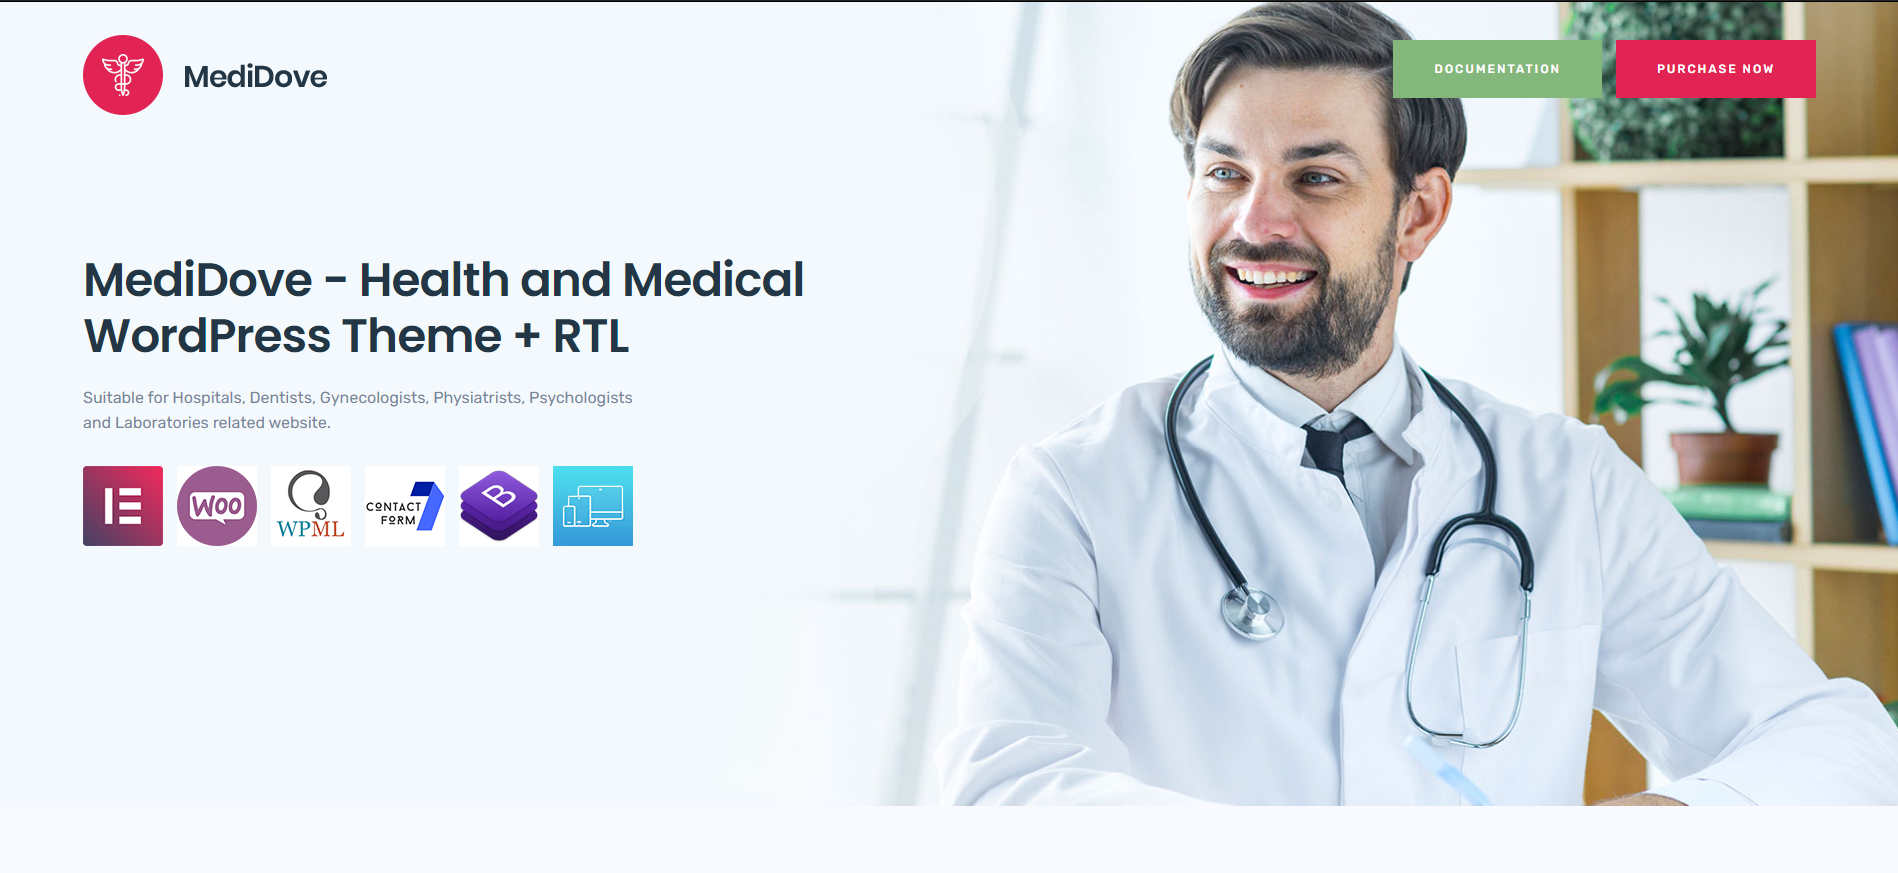 MediDove
DOCUMENTATION
PURCHASE NOW
MediDove - Health and Medical
WordPress Theme + RTL
Suitable for Hospitals, Dentists, Gynecologists, Physiatrists, Psychologists
and Laboratories related website.
WOO
WPML
CONTACT
FORM
7
B